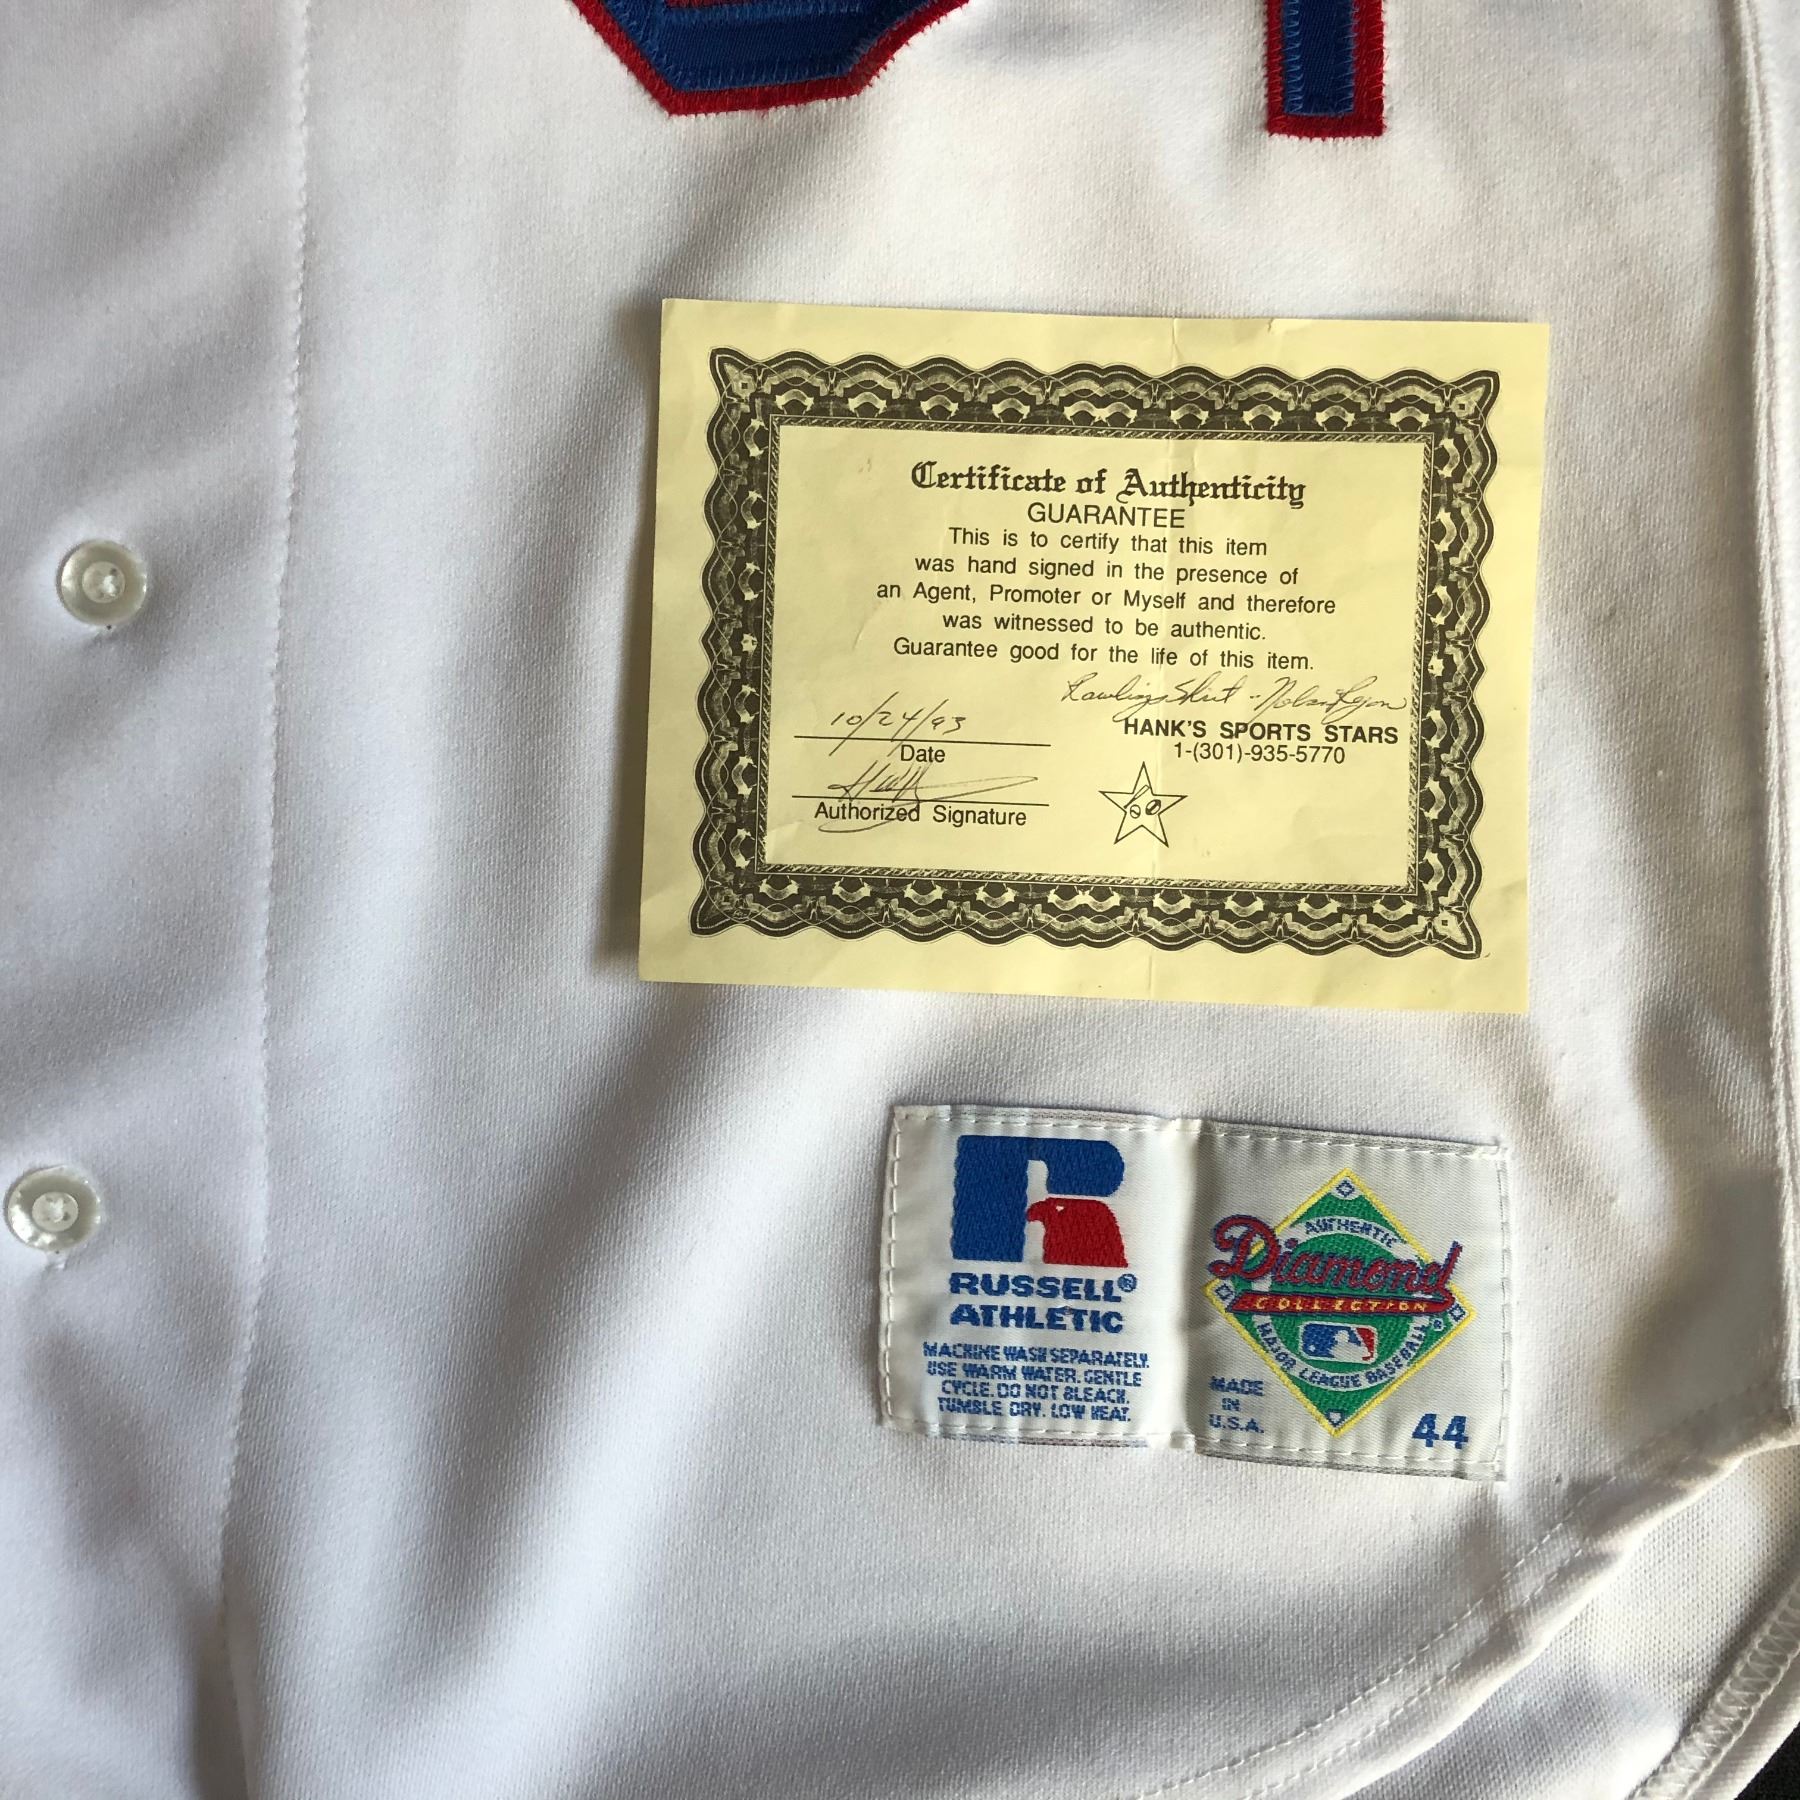 Certificate of Authenticity
GUARANTEE
This is to certify that this item
was hand signed in the presence of
an Agent, Promoter or Myself and therefore
was witnessed to be authentic.
Guarantee good for the life of this item.
Rawlings Shirt - Nolan Ryan
10/24/93
HANK'S SPORTS STARS
Date
1-(301)-935-5770
Authorized Signature
RUSSELL®
ATHLETIC
MACHINE WASH SEPARATELY.
USE WARM WATER. GENTLE
CYCLE. DO NOT BLEACH.
TUMBLE DRY. LOW HEAT.
AUTHENTIC
Diamond
COLLECTION
MAJOR LEAGUE BASEBALL®
MADE
IN
U.S.A.
44